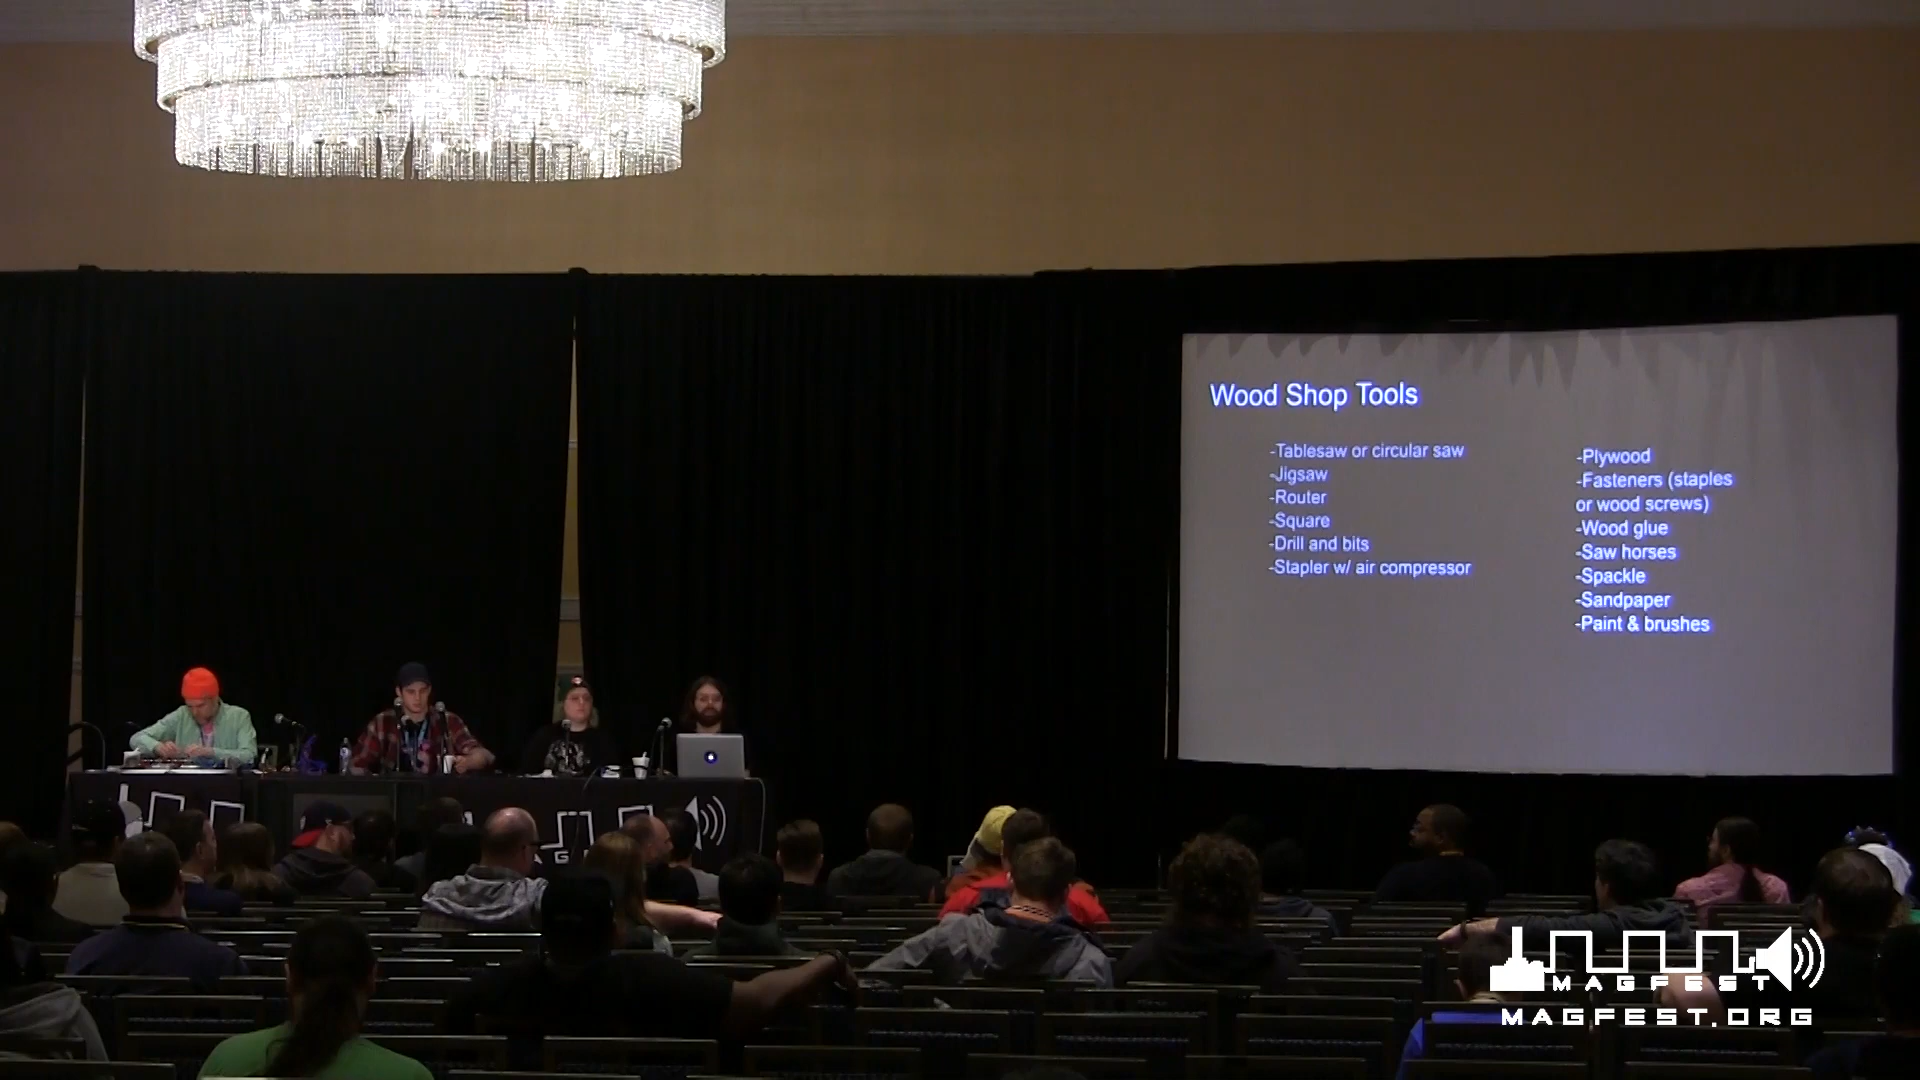 Wood Shop Tools
-Tablesaw or circular saw
-Jigsaw
-Router
-Square
-Drill and bits
-Stapler w/ air compressor
-Plywood
-Fasteners (staples
or wood screws)
-Wood glue
-Saw horses
-Spackle
-Sandpaper
-Paint & brushes
MAGFEST
MAGFEST.ORG